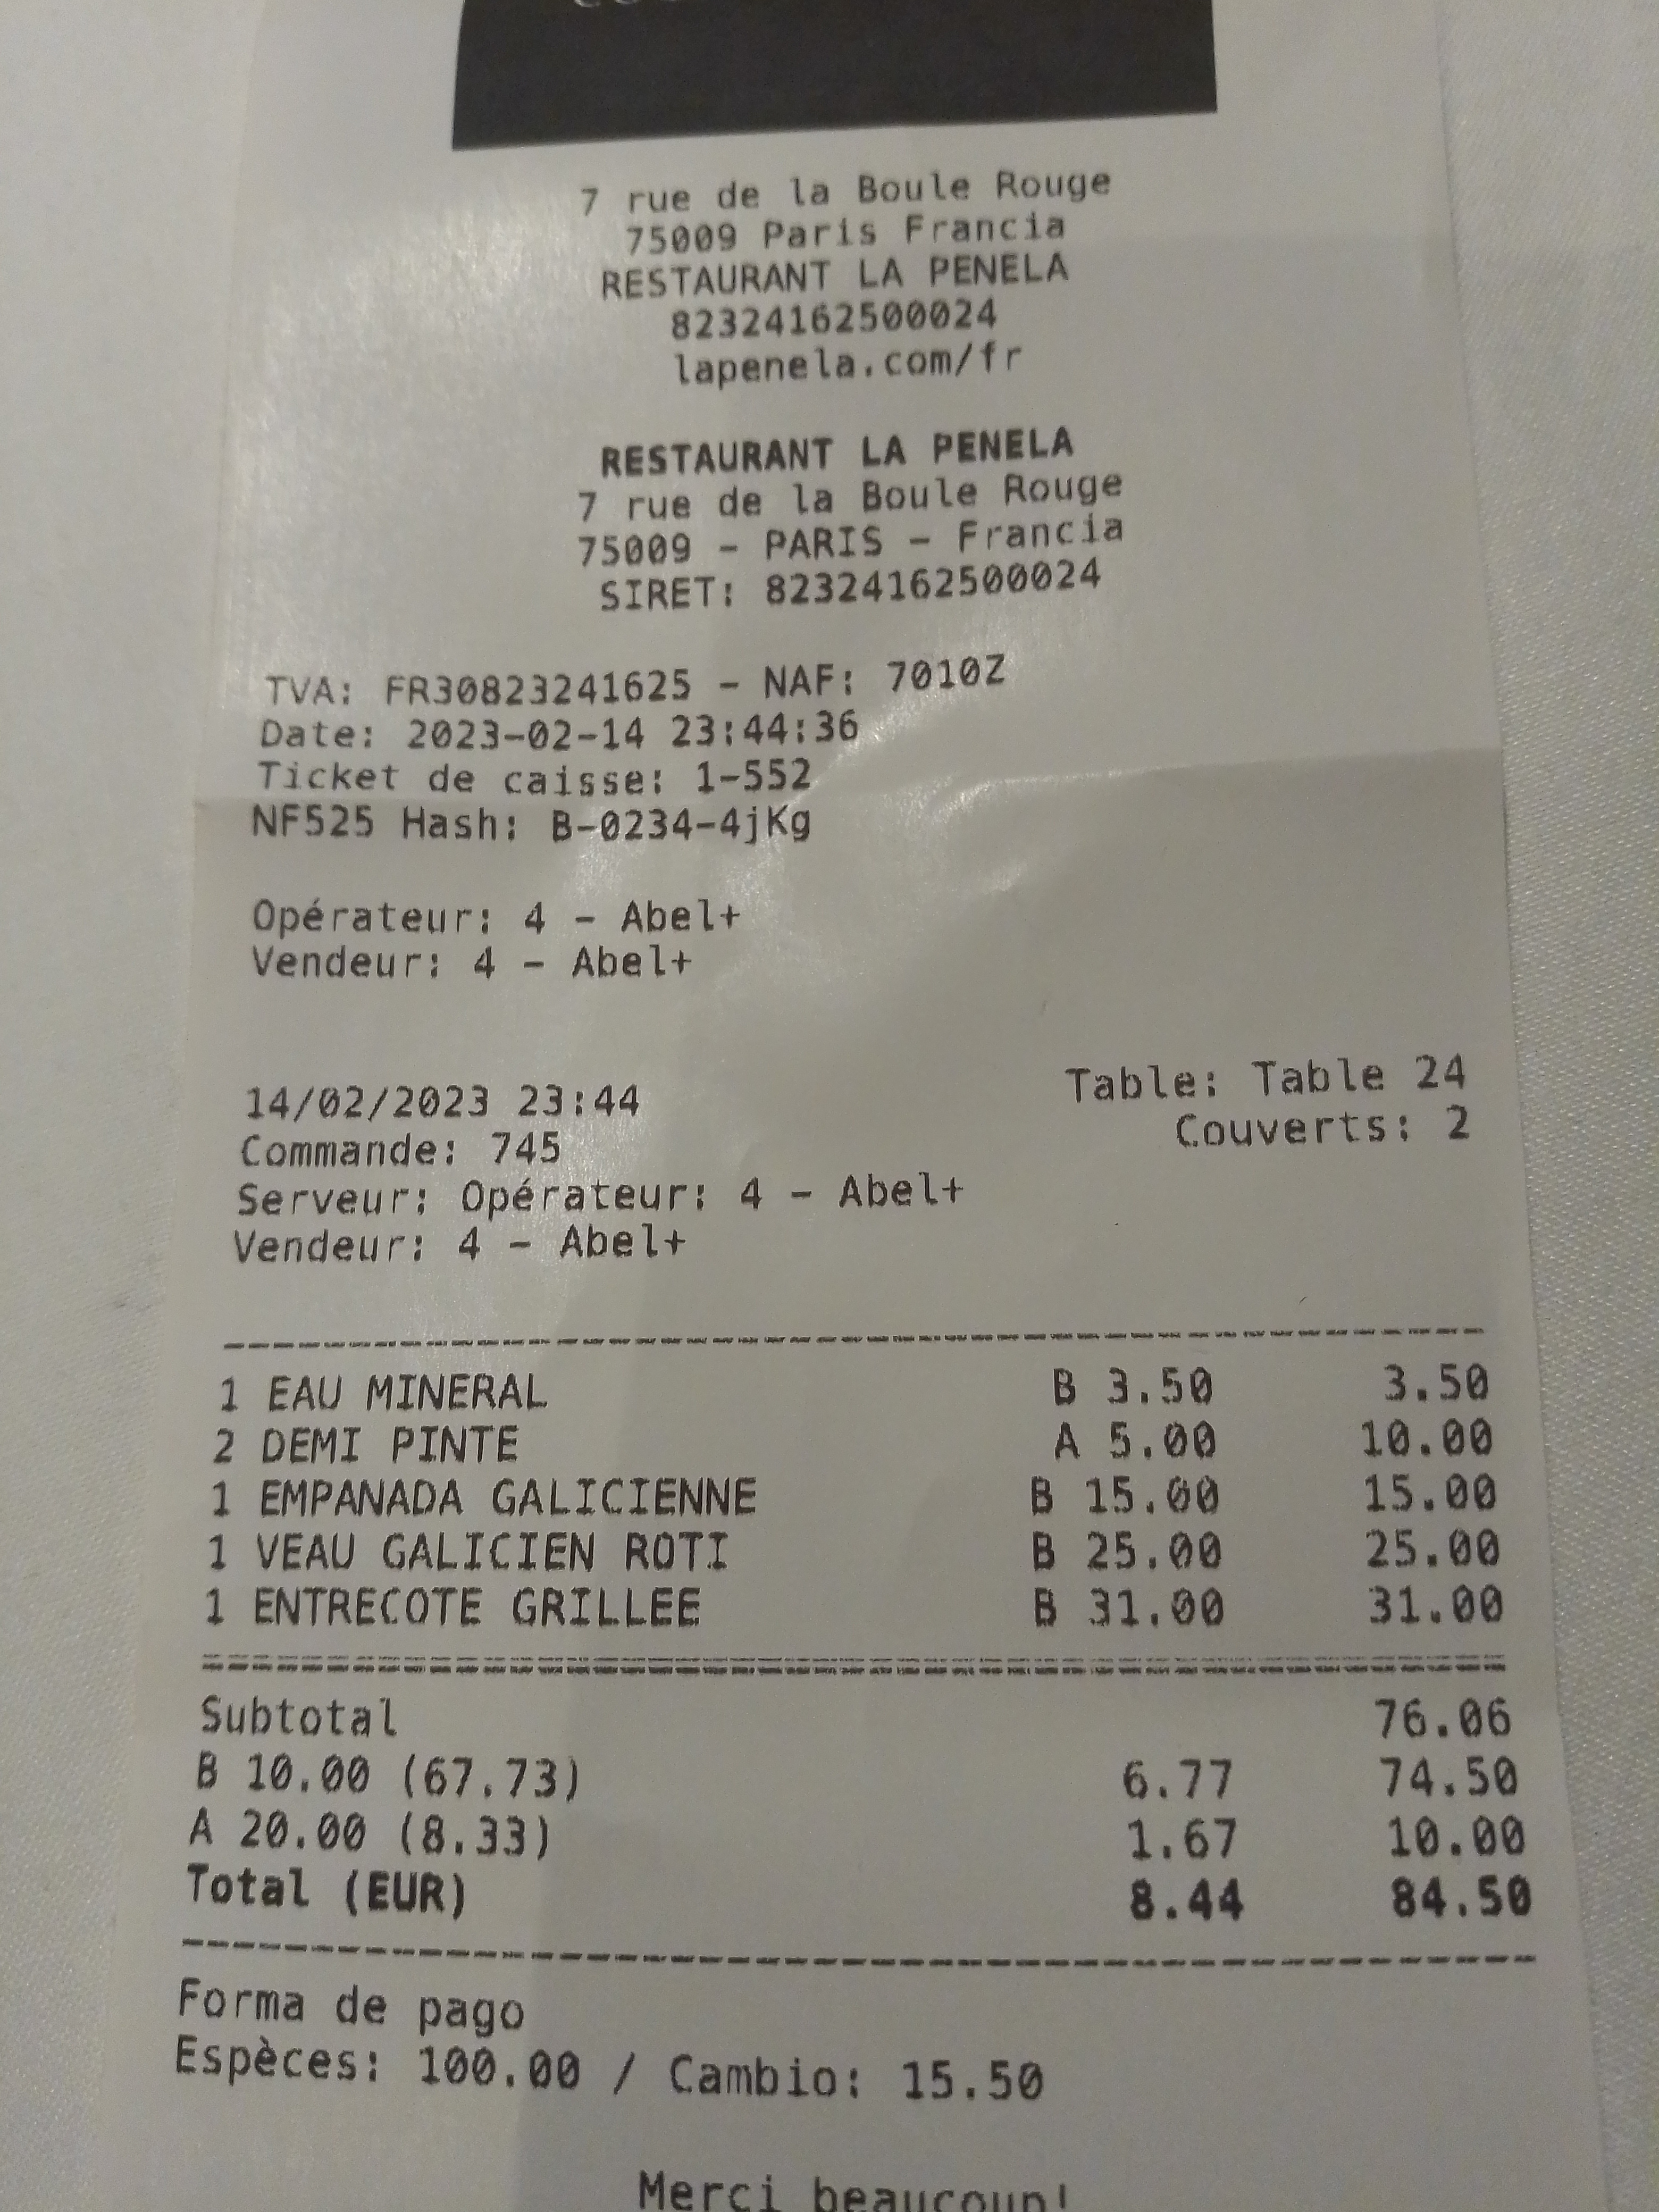 7 rue de la Boule Rouge
75009 Paris Francia
RESTAURANT LA PENELA
82324162500024
lapenela.com/fr
RESTAURANT LA PENELA
7 rue de la Boule Rouge
75009 - PARIS - Francia
SIRET: 82324162500024
TVA: FR30823241625 - NAF: 7010Z
Date: 2023-02-14 23:44:36
Ticket de caisse: 1-552
NF525 Hash: B-0234-4jKg
Opérateur: 4 - Abel+
Vendeur: 4 - Abel+
14/02/2023 23:44 Table: Table 24
Commande: 745 Couverts: 2
Serveur: Opérateur: 4 - Abel+
Vendeur: 4 - Abel+
1 EAU MINERAL B 3.50 3.50
2 DEMI PINTE A 5.00 10.00
1 EMPANADA GALICIENNE B 15.00 15.00
1 VEAU GALICIEN ROTI B 25.00 25.00
1 ENTRECOTE GRILLEE B 31.00 31.00
Subtotal 76.06
B 10.00 (67.73) 6.77 74.50
A 20.00 (8.33) 1.67 10.00
Total (EUR) 8.44 84.50
Forma de pago
Espèces: 100.00 / Cambio: 15.50
Merci beaucoup!